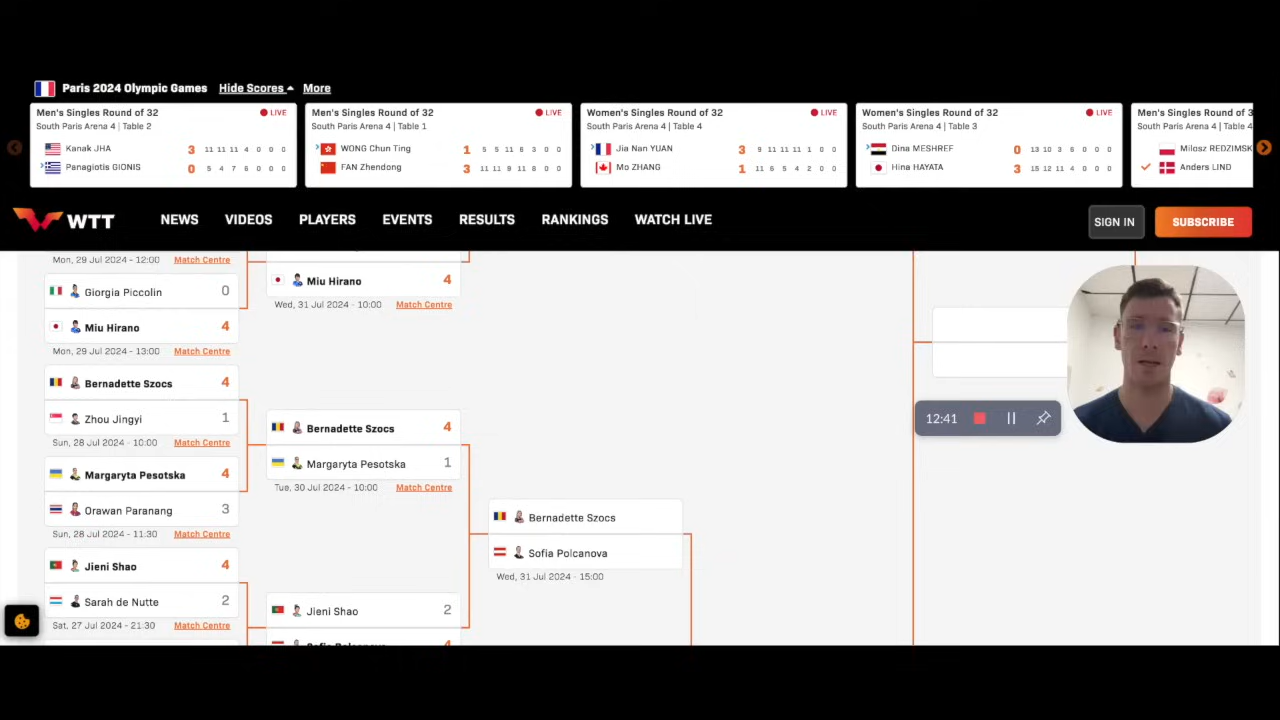 Paris 2024 Olympic Games Hide Scores More
Men's Singles Round of 32 LIVE
South Paris Arena 4 | Table 2
Kanak JHA 3 11 11 11 4 0 0 0
Panagiotis GIONIS 0 5 4 7 6 0 0 0
Men's Singles Round of 32 LIVE
South Paris Arena 4 | Table 1
WONG Chun Ting 1 5 5 11 8 3 0 0
FAN Zhendong 3 11 11 9 11 8 0 0
Women's Singles Round of 32 LIVE
South Paris Arena 4 | Table 4
Jia Nan YUAN 3 9 11 11 11 1 0 0
Mo ZHANG 1 11 6 5 4 2 0 0
Women's Singles Round of 32 LIVE
South Paris Arena 4 | Table 3
Dina MESHREF 0 13 10 3
Hina HAYATA 3 15 12 11 4 0 0 0
Men's Singles R
South Paris Arena 4
Milosz REDZIMSK
Anders LIND
WTT NEWS VIDEOS PLAYERS EVENTS RESULTS RANKINGS WATCH LIVE SIGN IN SUBSCRIBE
Mon, 29 Jul 2024 - 12:00 Match Centre
Giorgia Piccolin 0
Miu Hirano 4
Mon, 29 Jul 2024 - 13:00 Match Centre
Bernadette Szocs 4
Zhou Jingyi 1
Sun, 28 Jul 2024 - 10:00 Match Centre
Margaryta Pesotska 4
Orawan Paranang 3
Sun, 28 Jul 2024 - 11:30 Match Centre
Jieni Shao 4
Sarah de Nutte 2
Sat, 27 Jul 2024 - 21:30 Match Centre
Miu Hirano 4
Wed, 31 Jul 2024 - 10:00 Match Centre
Bernadette Szocs 4
Margaryta Pesotska 1
Tue, 30 Jul 2024 - 10:00 Match Centre
Jieni Shao 2
Bernadette Szocs
Sofia Polcanova
Wed, 31 Jul 2024 - 15:00
12:41